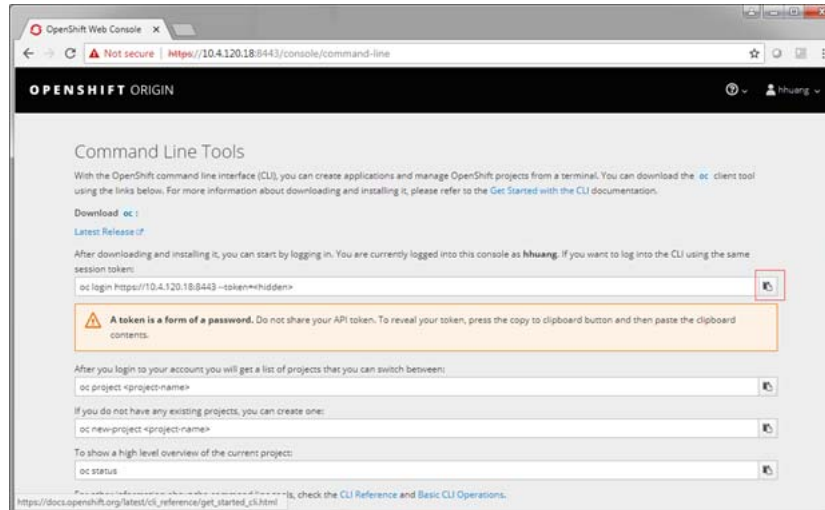 OpenShift Web Console
Not secure | https://10.4.120.18:8443/console/command-line
OPENSHIFT ORIGIN
hhuang
Command Line Tools
With the OpenShift command line interface (CLI), you can create applications and manage OpenShift projects from a terminal. You can download the oc client tool
using the links below. For more information about downloading and installing it, please refer to the Get Started with the CLI documentation.
Download oc :
Latest Release
After downloading and installing it, you can start by logging in. You are currently logged into this console as hhuang. If you want to log into the CLI using the same
session token:
oc login https://10.4.120.18:8443 --token=<hidden>
A token is a form of a password. Do not share your API token. To reveal your token, press the copy to clipboard button and then paste the clipboard
contents.
After you login to your account you will get a list of projects that you can switch between:
oc project <project-name>
If you do not have any existing projects, you can create one:
oc new-project <project-name>
To show a high level overview of the current project:
oc status
check the CLI Reference and Basic CLI Operations.
https://docs.openshift.org/latest/cli_reference/get_started_cli.html